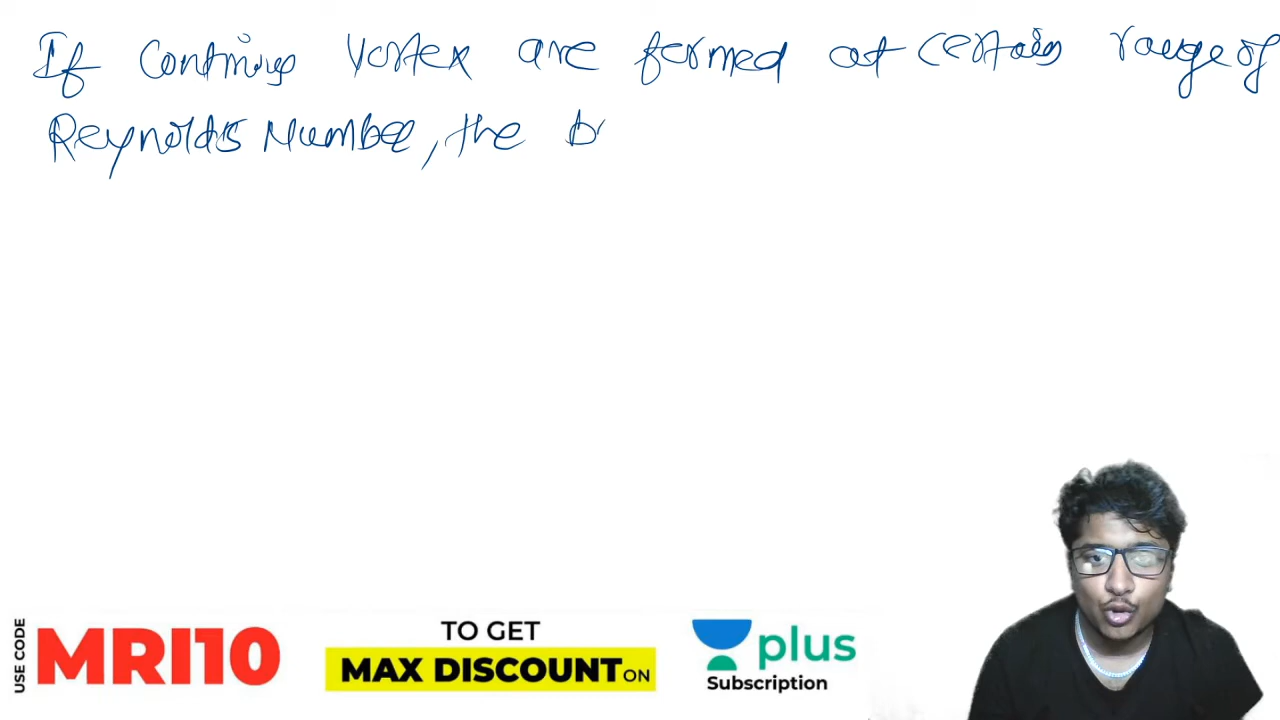 If continuous vortex are formed at certain range of
Reynolds Number, the b
USE CODE
MRI10
TO GET
MAX DISCOUNT ON
plus
Subscription